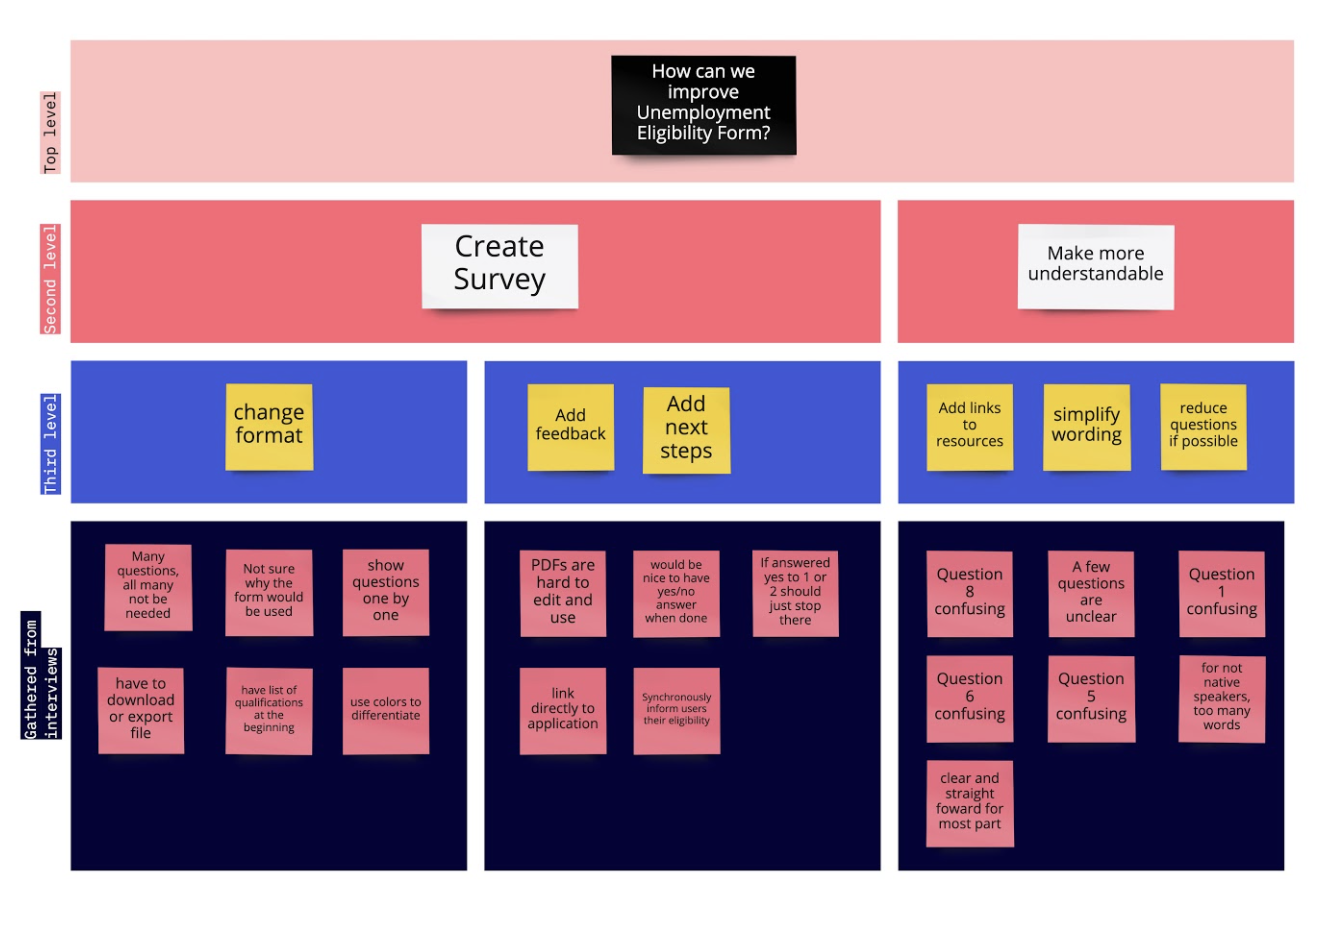 Top level
How can we
improve
Unemployment
Eligibility Form?
Second level
Create
Survey
Make more
understandable
Third level
change
format
Add
feedback
Add
next
steps
Add links
to
resources
simplify
wording
reduce
questions
if possible
Gathered from
interviews
Many
questions,
all many
not be
needed
Not sure
why the
form would
be used
show
questions
one by
one
have to
download
or export
file
have list of
qualifications
at the
beginning
use colors to
differentiate
PDFs are
hard to
edit and
use
would be
nice to have
yes/no
answer
when done
If answered
yes to 1 or
2 should
just stop
there
link
directly to
application
Synchronously
inform users
their eligibility
Question
8
confusing
A few
questions
are
unclear
Question
1
confusing
Question
6
confusing
Question
5
confusing
for not
native
speakers,
too many
words
clear and
straight
foward for
most part